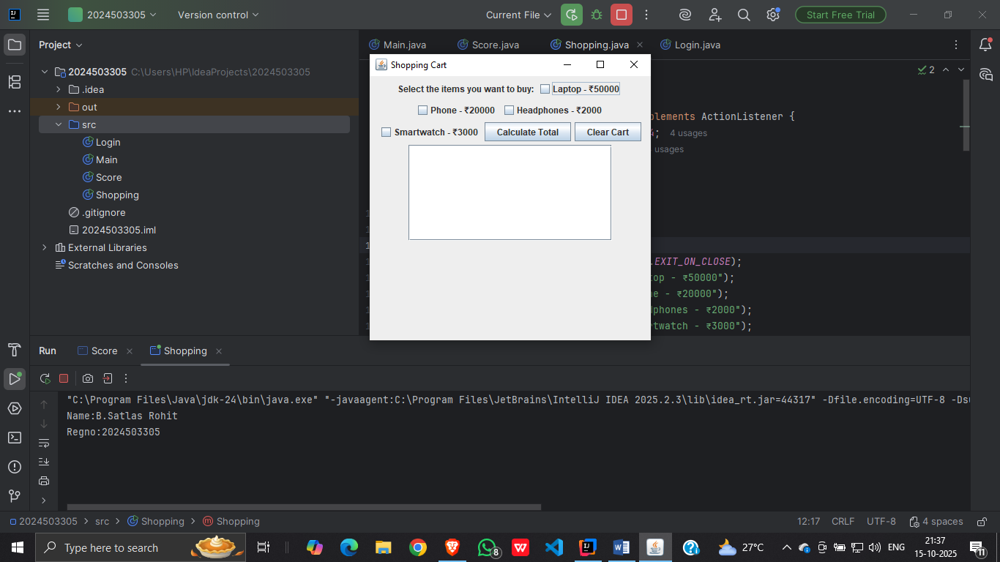 2024503305 Version control Current File Start Free Trial
Project
Main.java Score.java Shopping.java Login.java
2024503305 C:\Users\HP\IdeaProjects\2024503305
.idea
out
src
Login
Main
Score
Shopping
.gitignore
2024503305.iml
External Libraries
Scratches and Consoles
2
ActionListener {
; 4 usages
usages
.EXIT_ON_CLOSE);
top - ₹50000");
ne - ₹20000");
dphones - ₹2000");
rtwatch - ₹3000");
Shopping Cart
Select the items you want to buy: Laptop - ₹50000
Phone - ₹20000 Headphones - ₹2000
Smartwatch - ₹3000 Calculate Total Clear Cart
Run Score Shopping
"C:\Program Files\Java\jdk-24\bin\java.exe" "-javaagent:C:\Program Files\JetBrains\IntelliJ IDEA 2025.2.3\lib\idea_rt.jar=44317" -Dfile.encoding=UTF-8 -Dsu
Name:B.Satlas Rohit
Regno:2024503305
2024503305 src Shopping Shopping 12:17 CRLF UTF-8 4 spaces
Type here to search 8 27°C ENG 21:37
15-10-2025 11